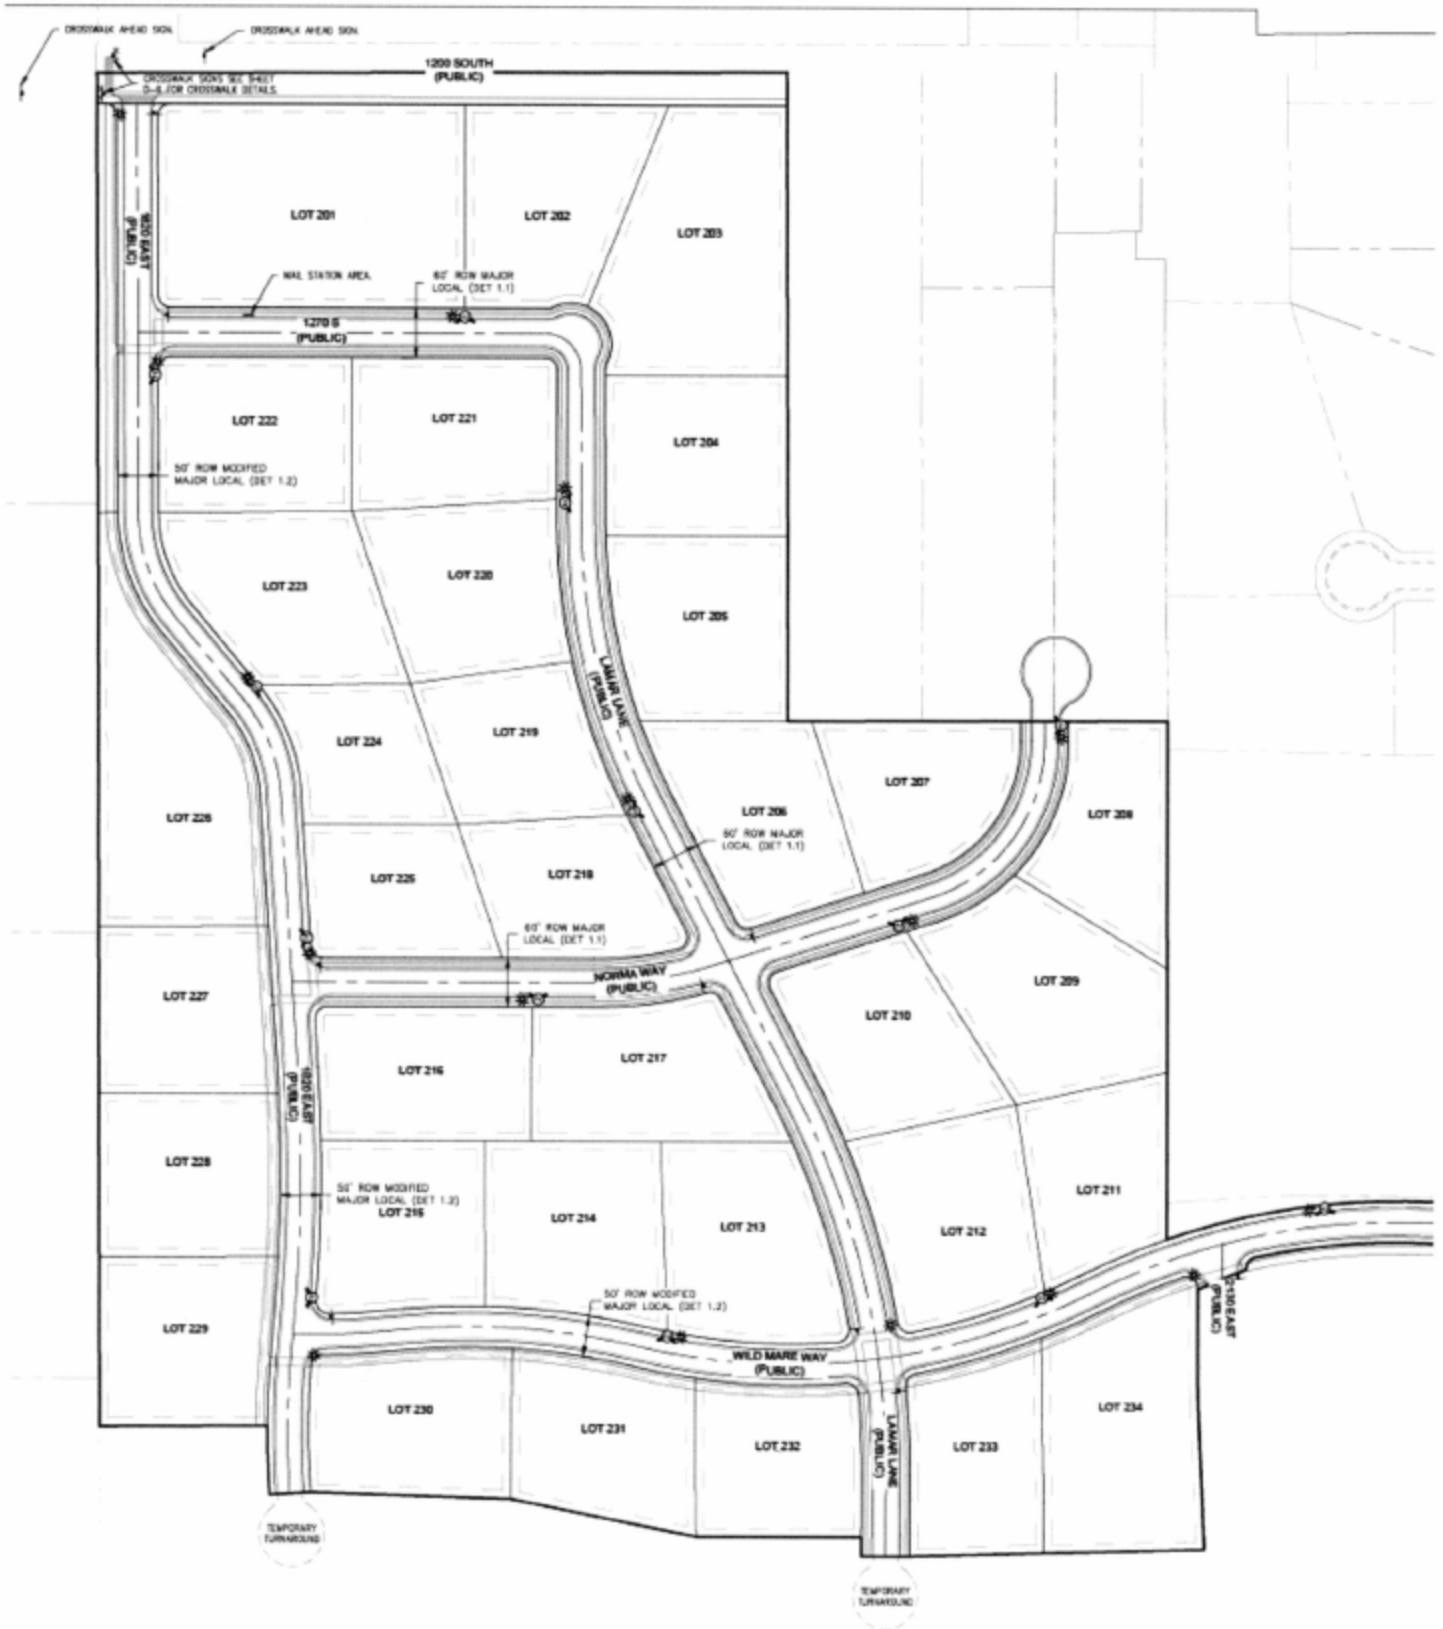 CROSSWALK AHEAD SIGN.
CROSSWALK AHEAD SIGN.
1200 SOUTH
(PUBLIC)
CROSSWALK SIGNS SEE SHEET
D-6 FOR CROSSWALK DETAILS.
LOT 201
LOT 202
LOT 203
1820 EAST
(PUBLIC)
MAIL STATION AREA.
60' ROW MAJOR
LOCAL (DET 1.1)
1270 S
(PUBLIC)
LOT 222
LOT 221
LOT 204
50' ROW MODIFIED
MAJOR LOCAL (DET 1.2)
LOT 223
LOT 220
LOT 205
LAMAR LANE
(PUBLIC)
LOT 224
LOT 219
LOT 207
LOT 206
LOT 208
LOT 226
60' ROW MAJOR
LOCAL (DET 1.1)
LOT 225
LOT 218
60' ROW MAJOR
LOCAL (DET 1.1)
NORMA WAY
(PUBLIC)
LOT 209
LOT 227
LOT 210
LOT 217
LOT 216
1820 EAST
(PUBLIC)
LOT 228
50' ROW MODIFIED
MAJOR LOCAL (DET 1.2)
LOT 215
LOT 214
LOT 213
LOT 212
LOT 211
50' ROW MODIFIED
MAJOR LOCAL (DET 1.2)
2130 EAST
(PUBLIC)
LOT 229
WILD MARE WAY
(PUBLIC)
LOT 230
LOT 231
LOT 232
LAMAR LANE
(PUBLIC)
LOT 233
LOT 234
TEMPORARY
TURNAROUND
TEMPORARY
TURNAROUND